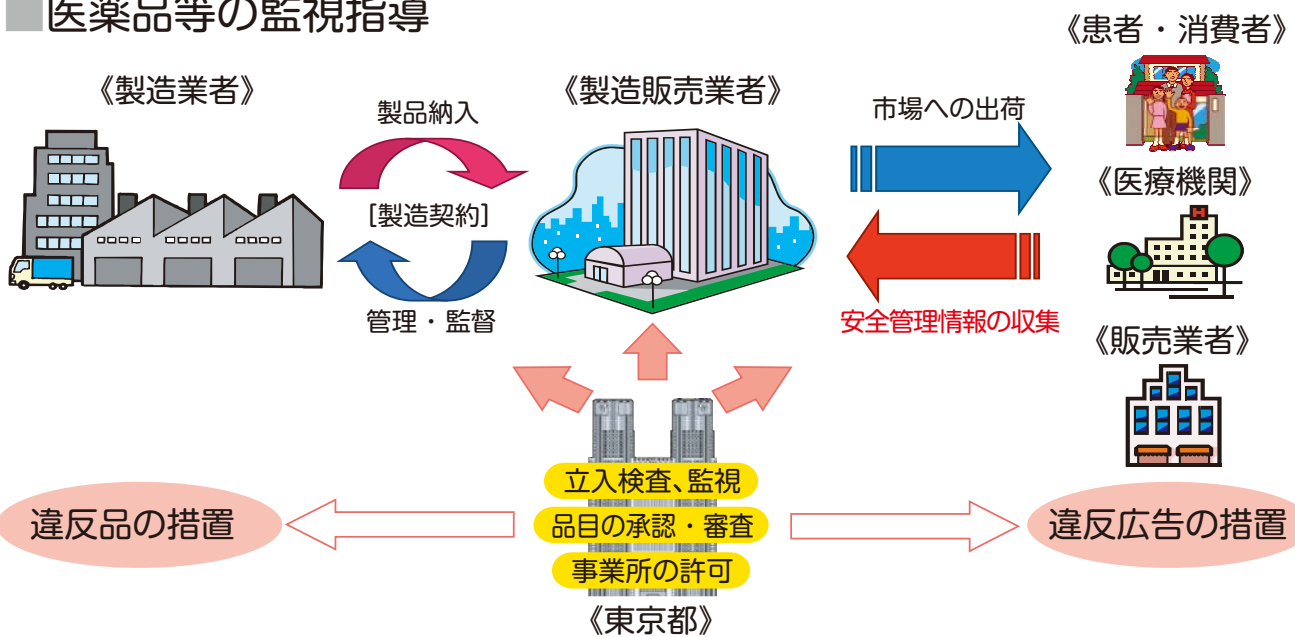 ■医薬品等の監視指導
《患者・消費者》
《製造業者》
《製造販売業者》
製品納入
市場への出荷
《医療機関》
[製造契約]
H
管理・監督
安全管理情報の収集
《販売業者》
立入検査、監視
違反品の措置
品目の承認・審査
違反広告の措置
事業所の許可
《東京都》